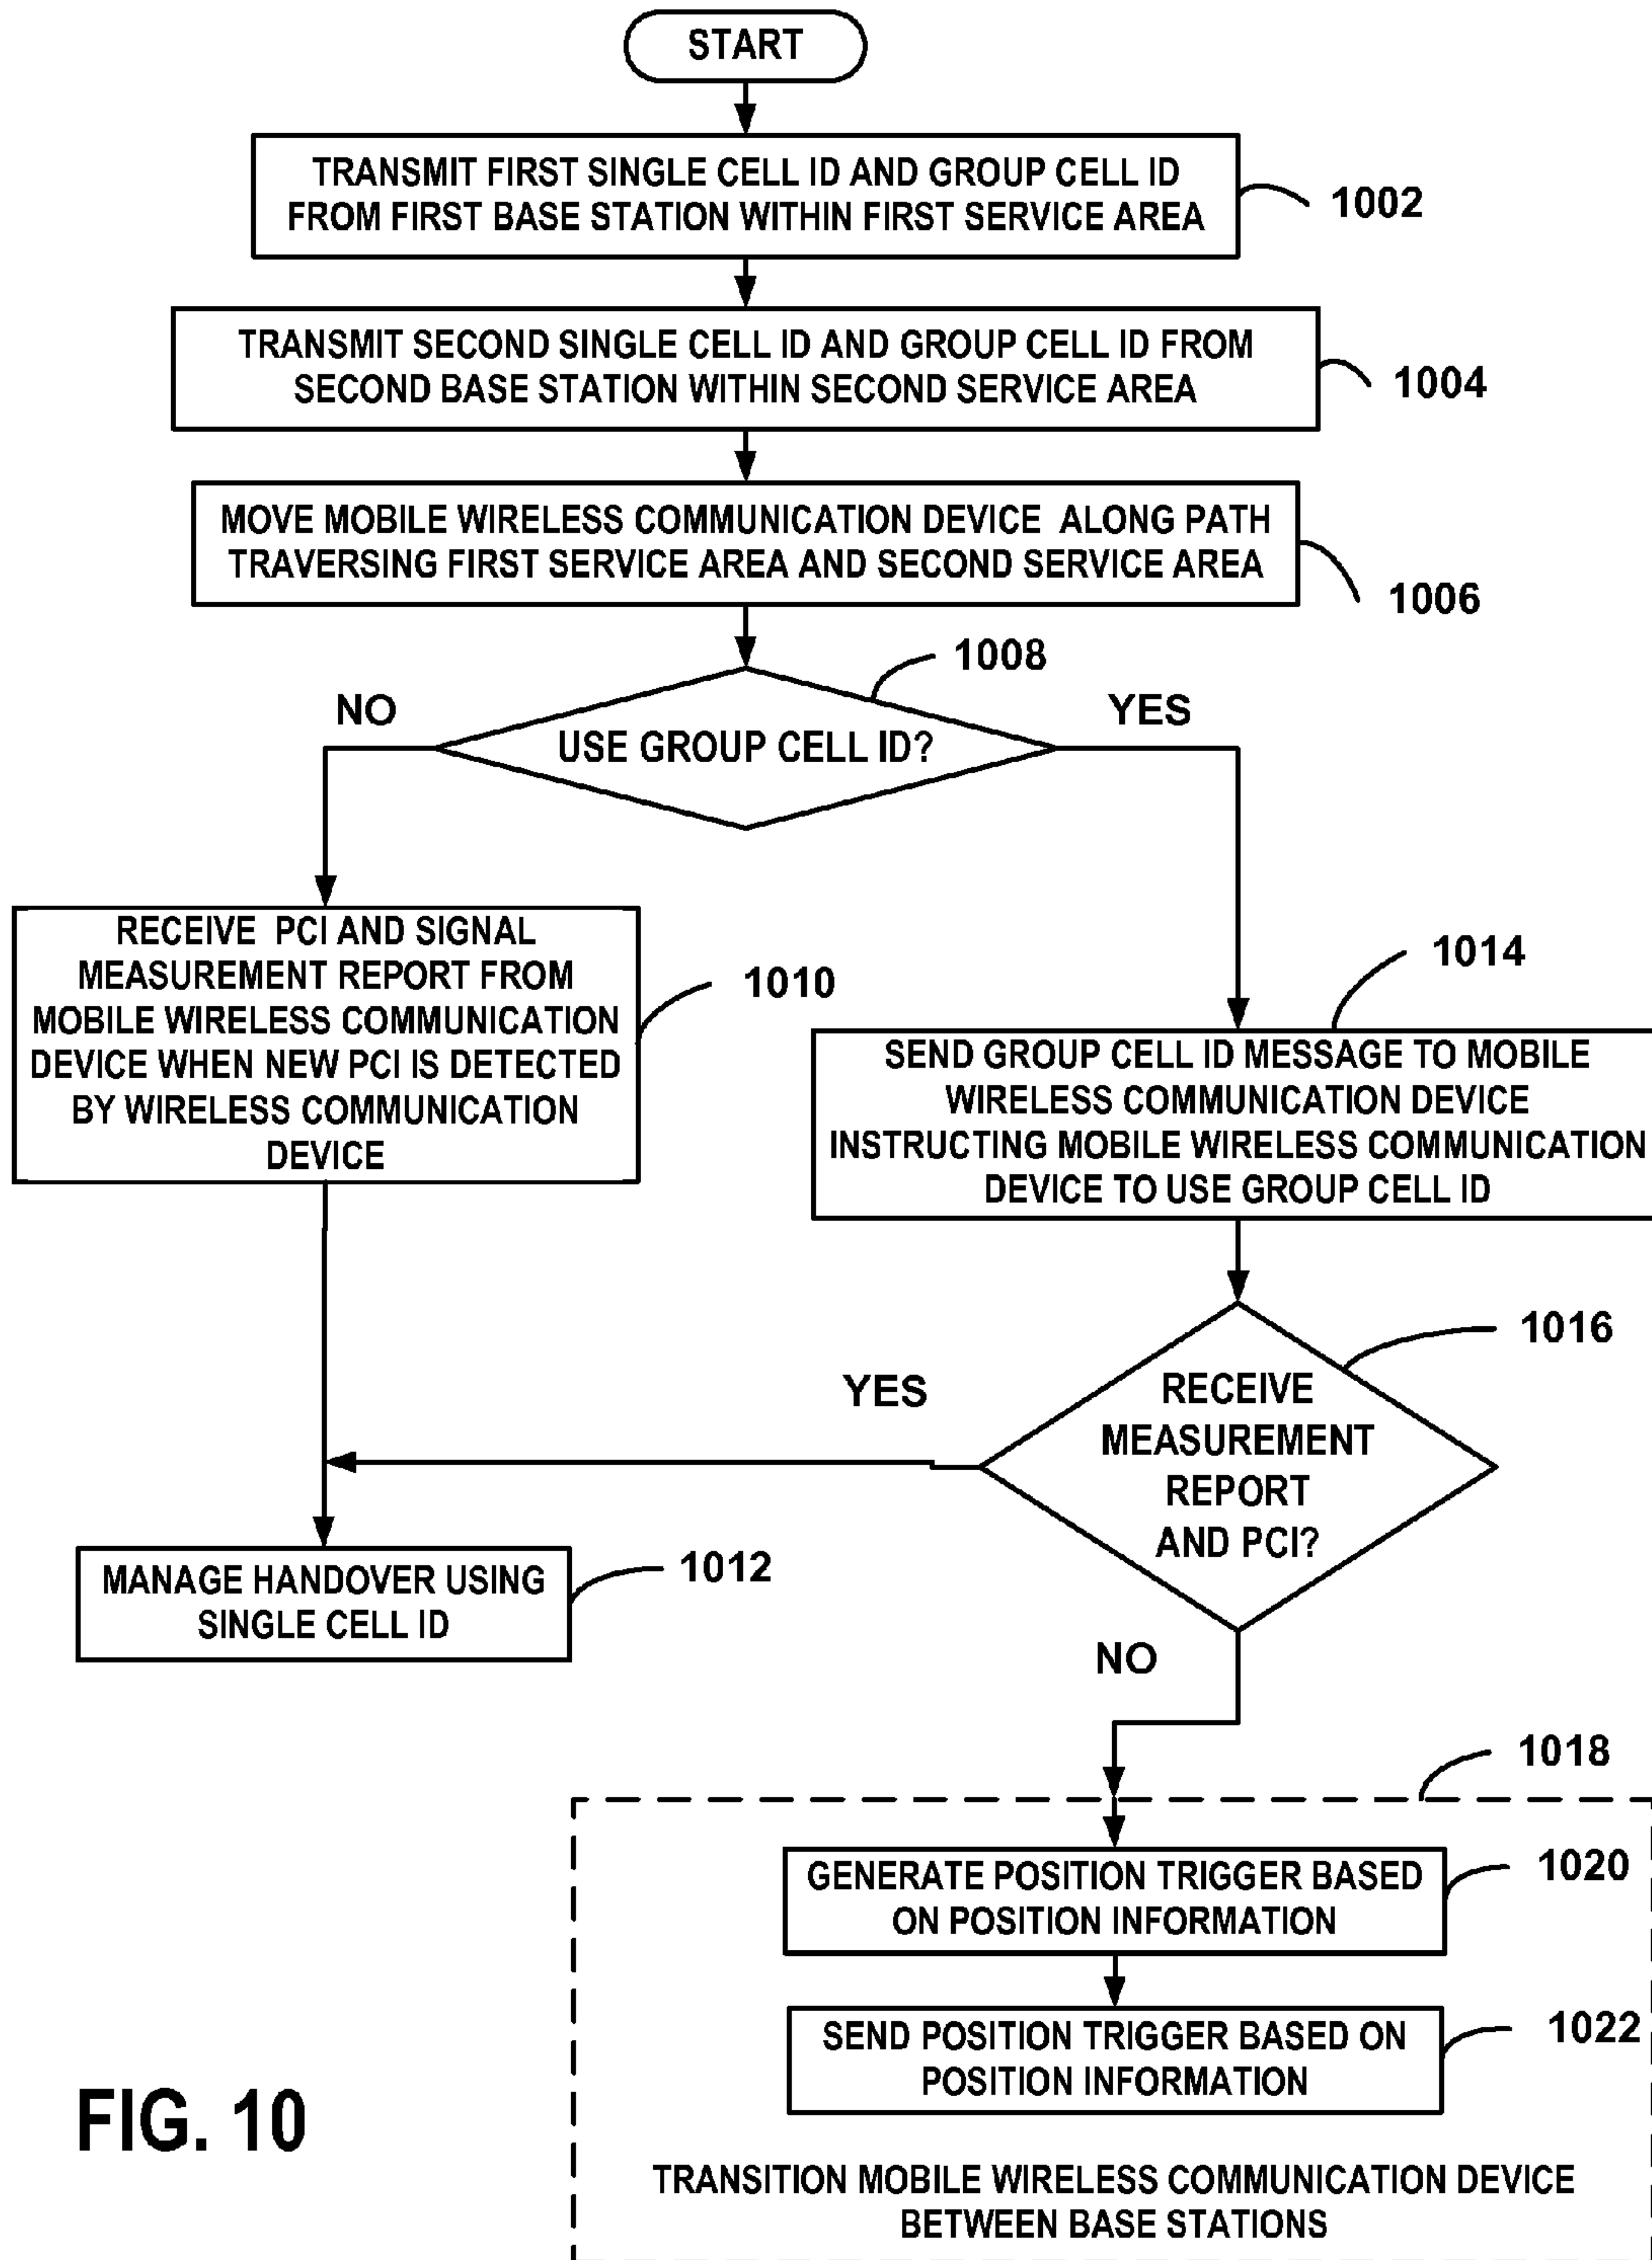 START
TRANSMIT FIRST SINGLE CELL ID AND GROUP CELL ID
FROM FIRST BASE STATION WITHIN FIRST SERVICE AREA
1002
TRANSMIT SECOND SINGLE CELL ID AND GROUP CELL ID FROM
SECOND BASE STATION WITHIN SECOND SERVICE AREA
1004
MOVE MOBILE WIRELESS COMMUNICATION DEVICE ALONG PATH
TRAVERSING FIRST SERVICE AREA AND SECOND SERVICE AREA
1006
1008
NO
YES
USE GROUP CELL ID?
RECEIVE PCI AND SIGNAL
MEASUREMENT REPORT FROM
MOBILE WIRELESS COMMUNICATION
DEVICE WHEN NEW PCI IS DETECTED
BY WIRELESS COMMUNICATION
DEVICE
1010
1014
SEND GROUP CELL ID MESSAGE TO MOBILE
WIRELESS COMMUNICATION DEVICE
INSTRUCTING MOBILE WIRELESS COMMUNICATION
DEVICE TO USE GROUP CELL ID
1016
YES
RECEIVE
MEASUREMENT
REPORT
AND PCI?
MANAGE HANDOVER USING
SINGLE CELL ID
1012
NO
1018
GENERATE POSITION TRIGGER BASED
ON POSITION INFORMATION
1020
SEND POSITION TRIGGER BASED ON
POSITION INFORMATION
1022
TRANSITION MOBILE WIRELESS COMMUNICATION DEVICE
BETWEEN BASE STATIONS
FIG. 10